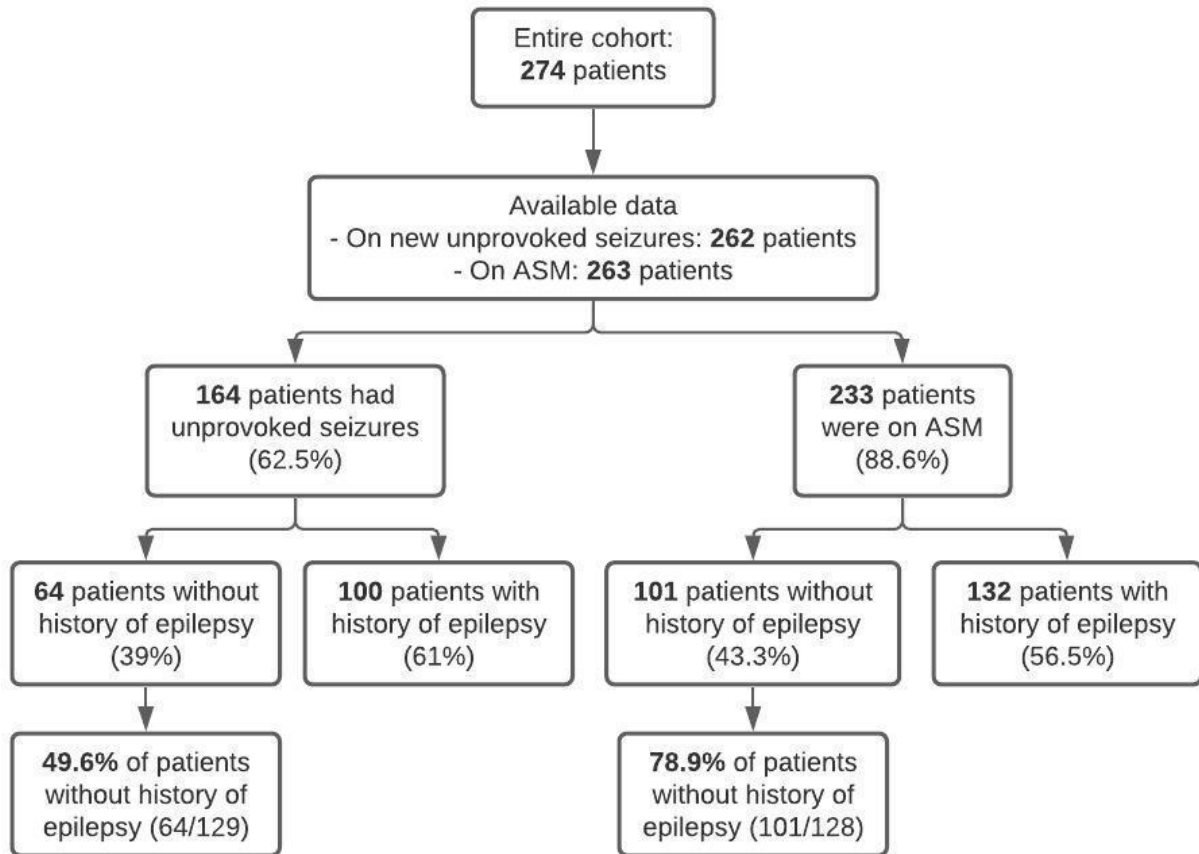 Entire cohort:
274 patients
Available data
- On new unprovoked seizures: 262 patients
- On ASM: 263 patients
164 patients had
unprovoked seizures
(62.5%)
233 patients
were on ASM
(88.6%)
64 patients without
history of epilepsy
(39%)
100 patients with
history of epilepsy
(61%)
101 patients without
history of epilepsy
(43.3%)
132 patients with
history of epilepsy
(56.5%)
49.6% of patients
without history of
epilepsy (64/129)
78.9% of patients
without history of
epilepsy (101/128)